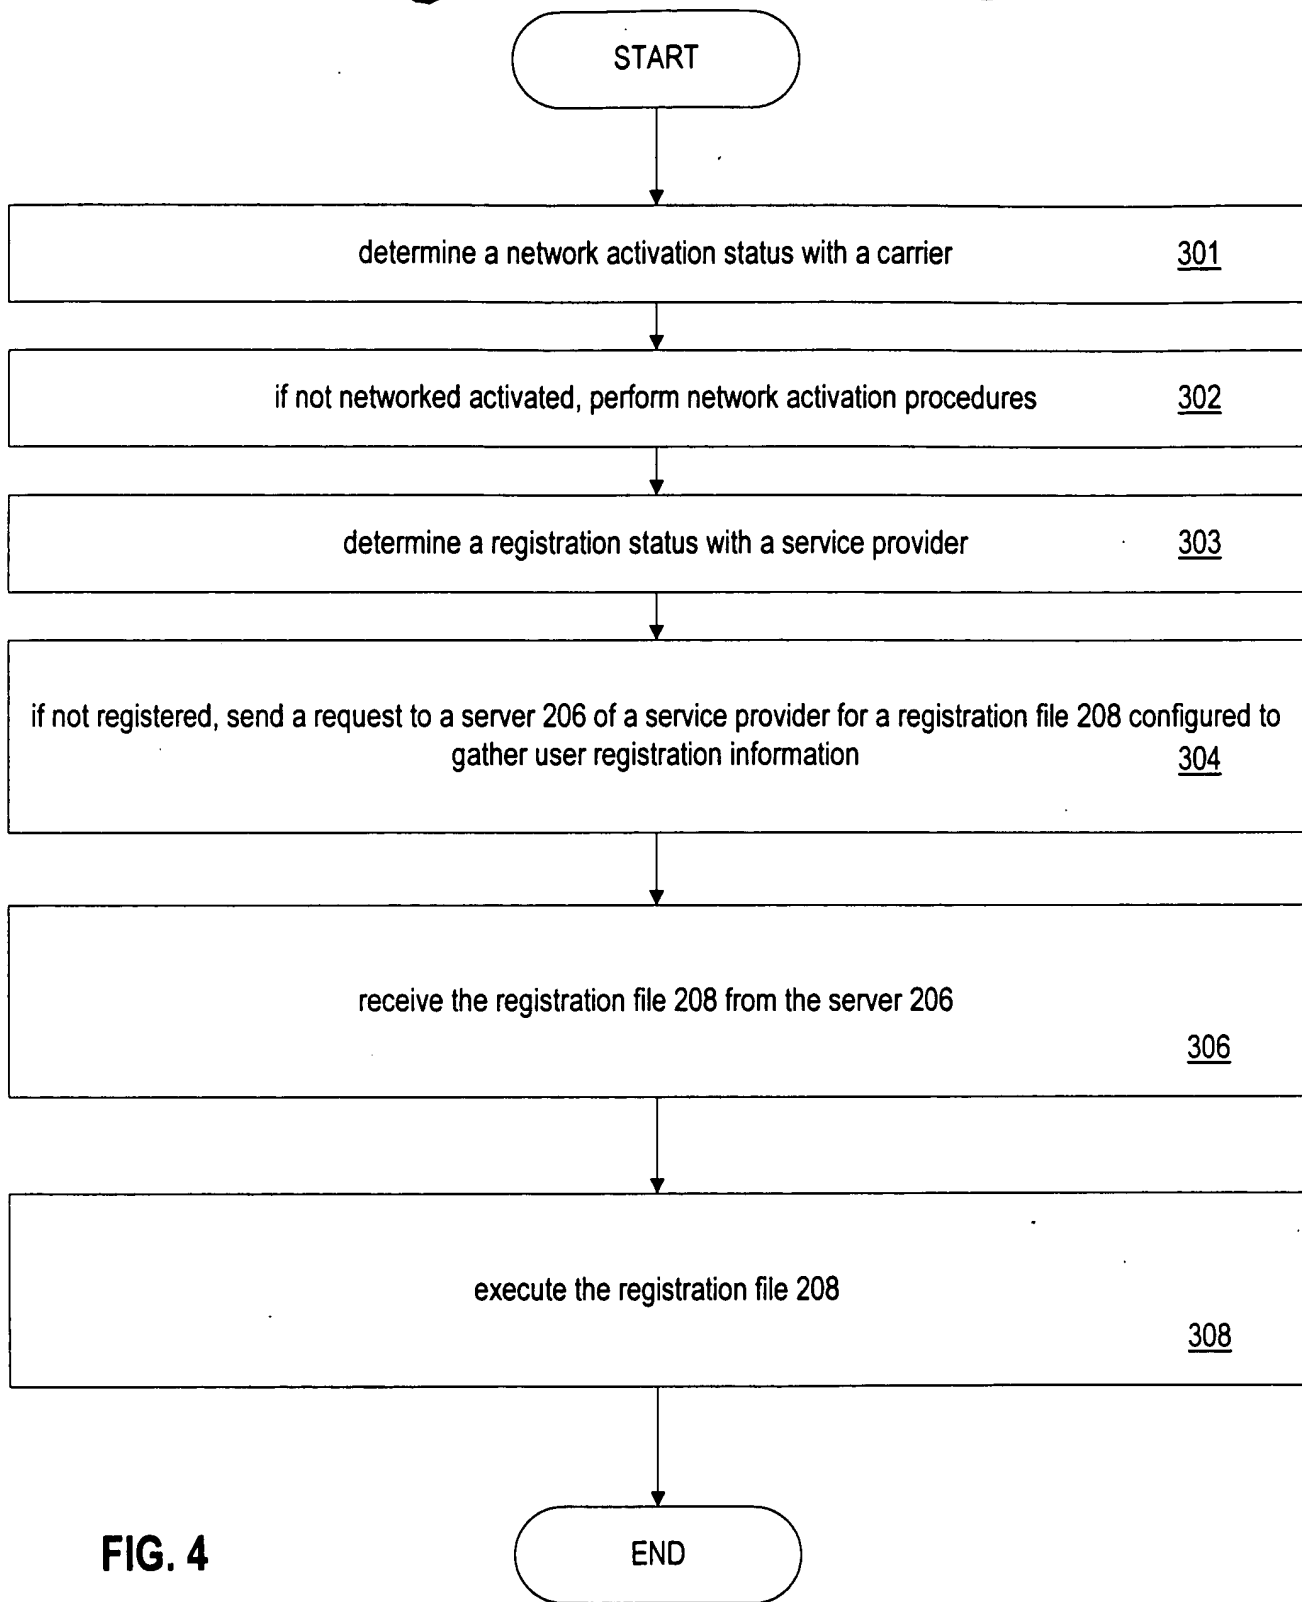 START
determine a network activation status with a carrier 301
if not networked activated, perform network activation procedures 302
determine a registration status with a service provider 303
if not registered, send a request to a server 206 of a service provider for a registration file 208 configured to
gather user registration information 304
receive the registration file 208 from the server 206
306
execute the registration file 208
308
END
FIG. 4